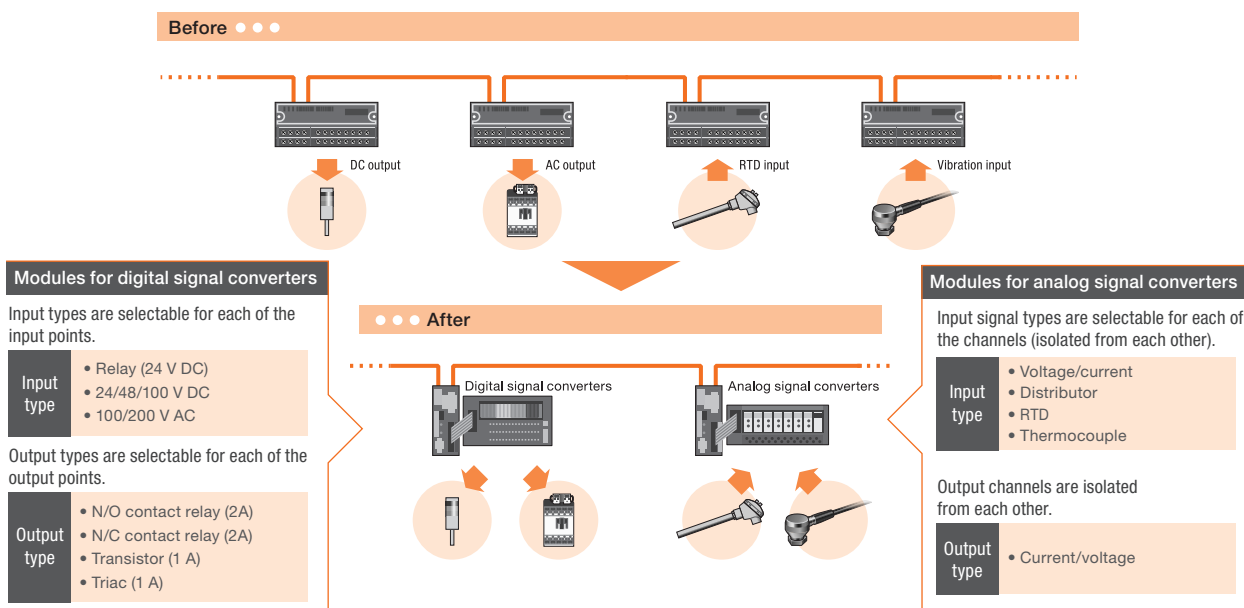 Before
DC output
AC output
RTD input
Vibration input
Modules for digital signal converters
Input types are selectable for each of the
input points.
Input
type
• Relay (24 V DC)
• 24/48/100 V DC
• 100/200 V AC
Output types are selectable for each of the
output points.
Output
type
• N/O contact relay (2A)
• N/C contact relay (2A)
• Transistor (1 A)
• Triac (1 A)
After
Digital signal converters
Analog signal converters
Modules for analog signal converters
Input signal types are selectable for each of
the channels (isolated from each other).
Input
type
• Voltage/current
• Distributor
• RTD
• Thermocouple
Output channels are isolated
from each other.
Output
type
• Current/voltage